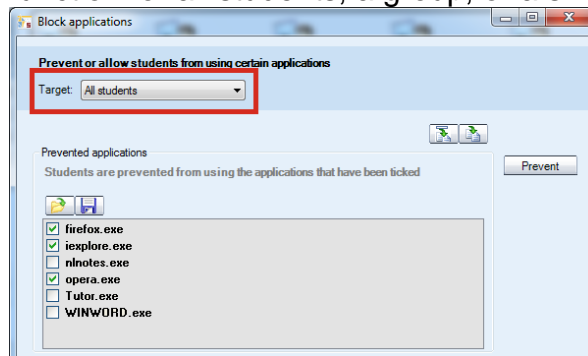 Block applications
Prevent or allow students from using certain applications
Target: All students
Prevented applications
Students are prevented from using the applications that have been ticked
Prevent
firefox.exe
iexplore.exe
nlnotes.exe
opera.exe
Tutor.exe
WINWORD.exe